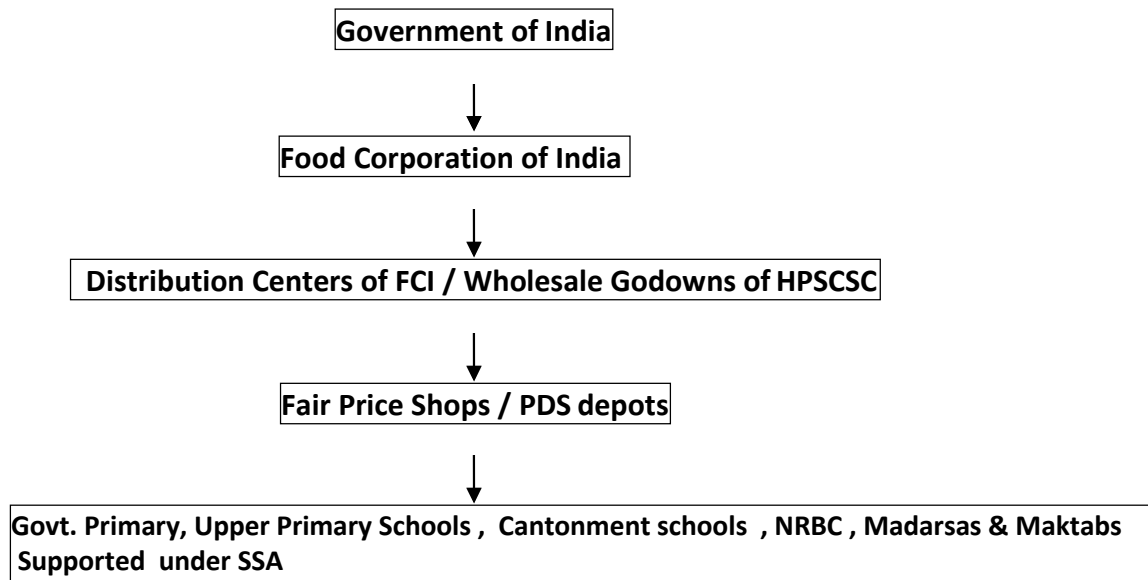 Government of India
Food Corporation of India
Distribution Centers of FCI / Wholesale Godowns of HPSCSC
Fair Price Shops / PDS depots
Govt. Primary, Upper Primary Schools , Cantonment schools , NRBC , Madarsas & Maktabs
Supported under SSA